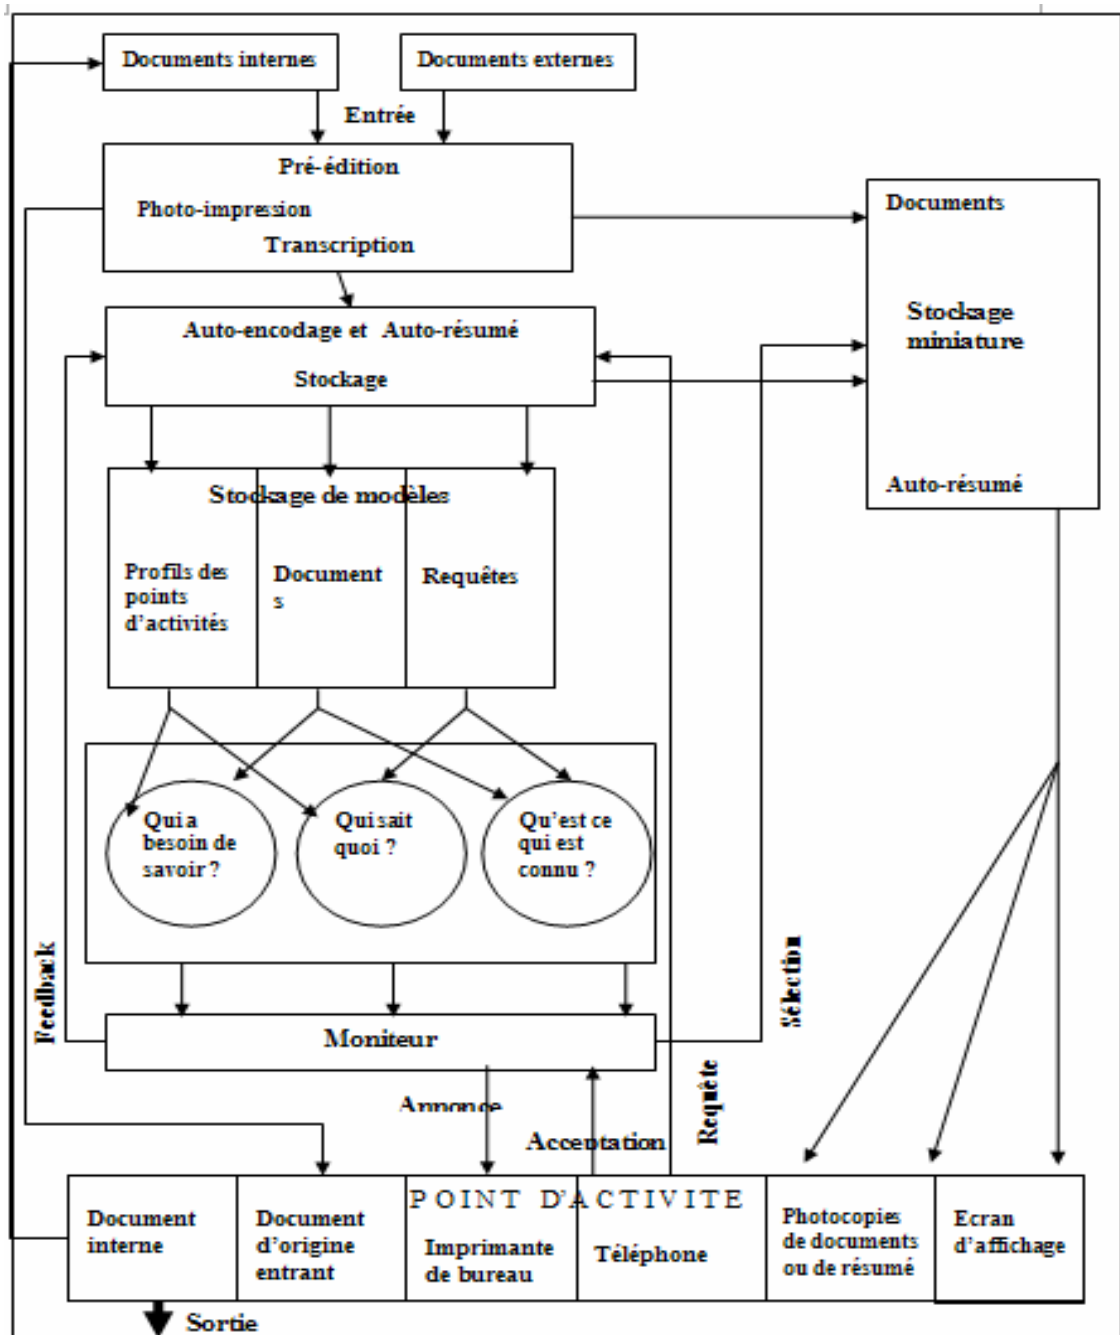 Documents internes
Documents externes
Entrée
Pré-édition
Photo-impression
Transcription
Documents
Stockage
miniature
Auto-résumé
Auto-encodage et Auto-résumé
Stockage
Stockage de modèles
Profils des
points
d'activités
Document
s
Requêtes
Qui a
besoin de
savoir ?
Qui sait
quoi ?
Qu'est ce
qui est
connu ?
Feedback
Sélection
Moniteur
Requête
Annonce
Acceptation
POINT D'ACTIVITE
Document
interne
Document
d'origine
entrant
Imprimante
de bureau
Téléphone
Photocopies
de documents
ou de résumé
Ecran
d'affichage
Sortie